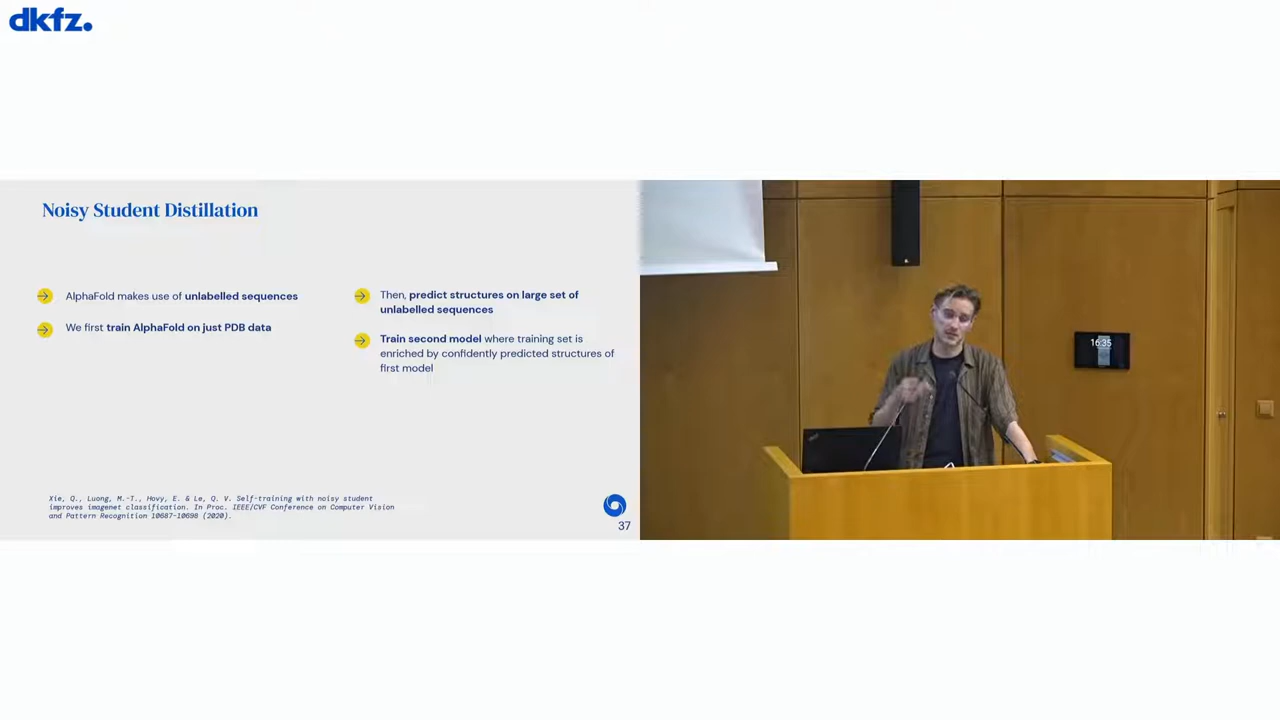 dkfz.
Noisy Student Distillation
AlphaFold makes use of unlabelled sequences
We first train AlphaFold on just PDB data
Then, predict structures on large set of
unlabelled sequences
Train second model where training set is
enriched by confidently predicted structures of
first model
Xie, Q., Luong, M.-T., Hovy, E. & Le, Q. V. Self-training with noisy student
improves imagenet classification. In Proc. IEEE/CVF Conference on Computer Vision
and Pattern Recognition 10687-10698 (2020).
37
16:35